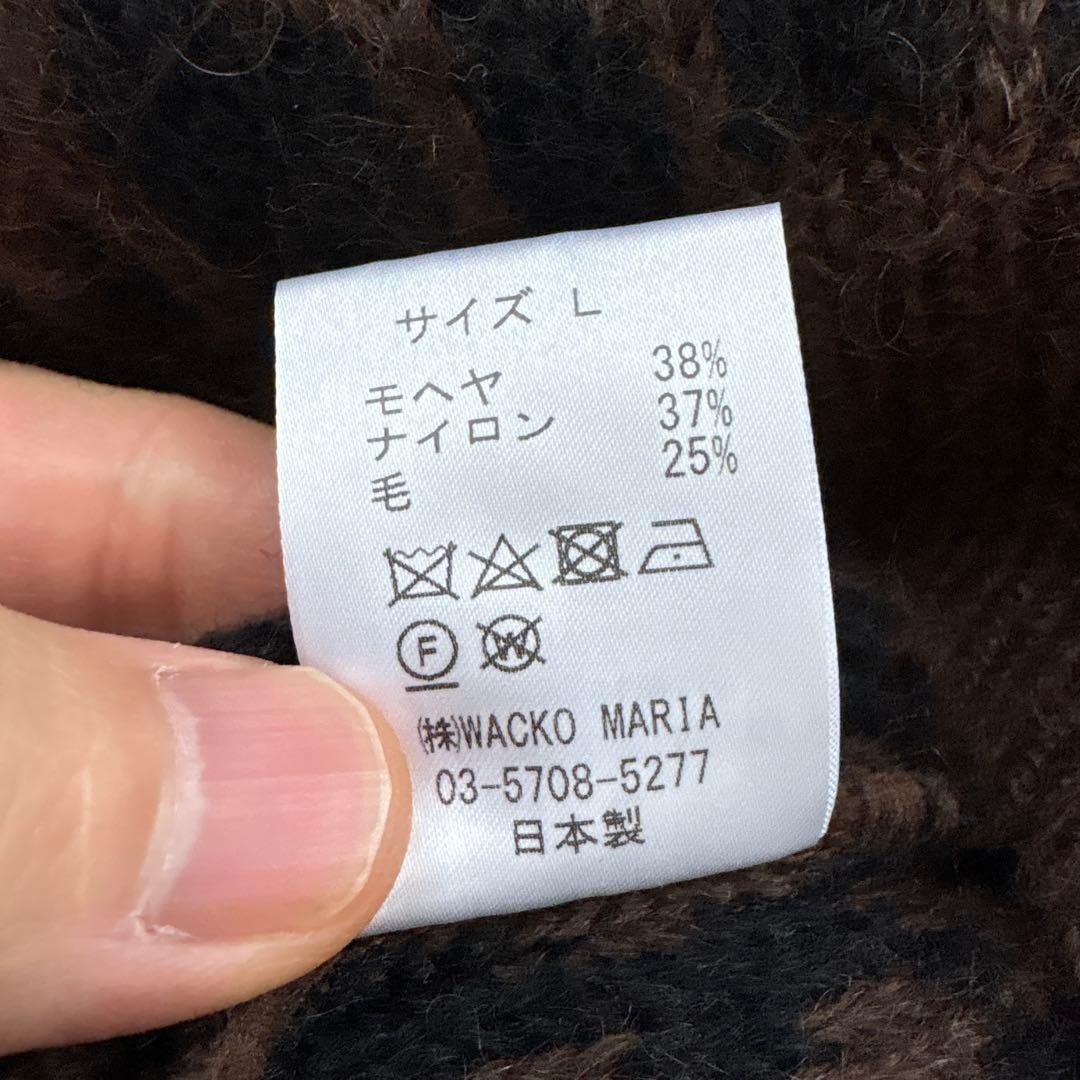 サイズ L
モヘヤ 38%
ナイロン 37%
毛 25%
F W
㈱WACKO MARIA
03-5708-5277
日本製